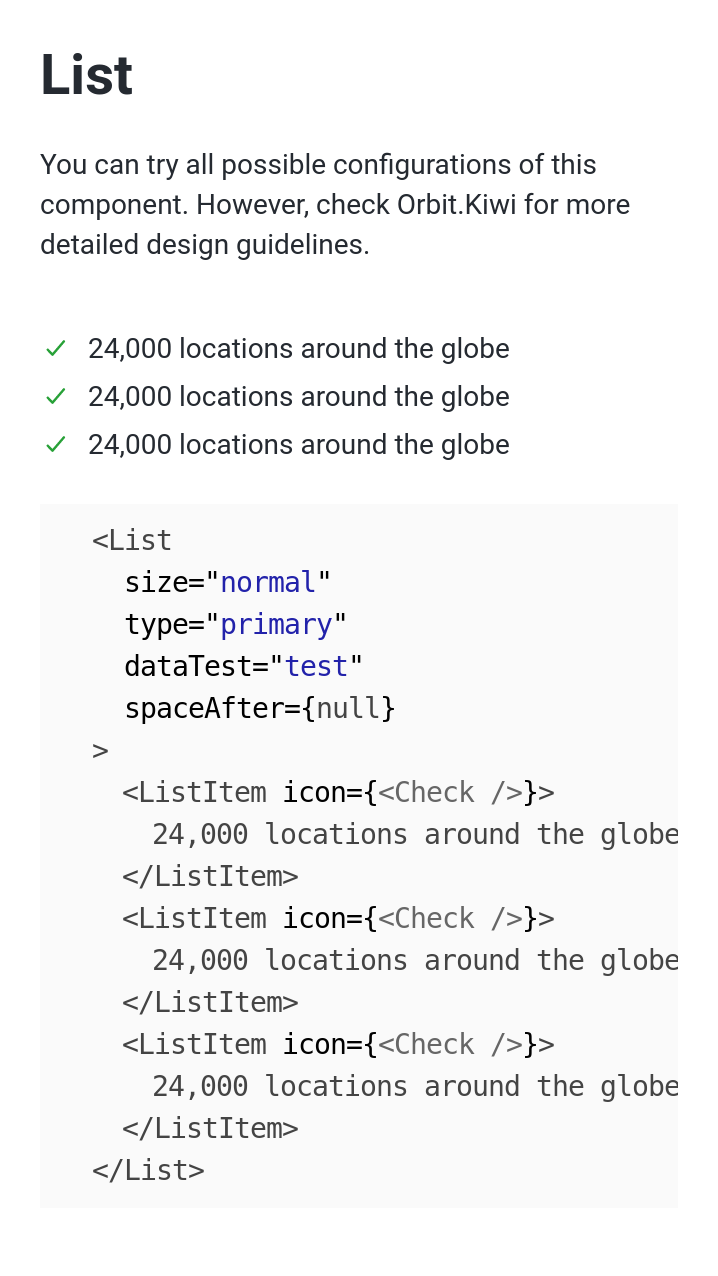 List
You can try all possible configurations of this
component. However, check Orbit.Kiwi for more
detailed design guidelines.
24,000 locations around the globe
24,000 locations around the globe
24,000 locations around the globe
<List
size="normal"
type="primary"
dataTest="test"
spaceAfter={null}
>
<ListItem icon={<Check />}>
24,000 locations around the globe
</ListItem>
<ListItem icon={<Check />}>
24,000 locations around the globe
</ListItem>
<ListItem icon={<Check />}>
24,000 locations around the globe
</ListItem>
</List>